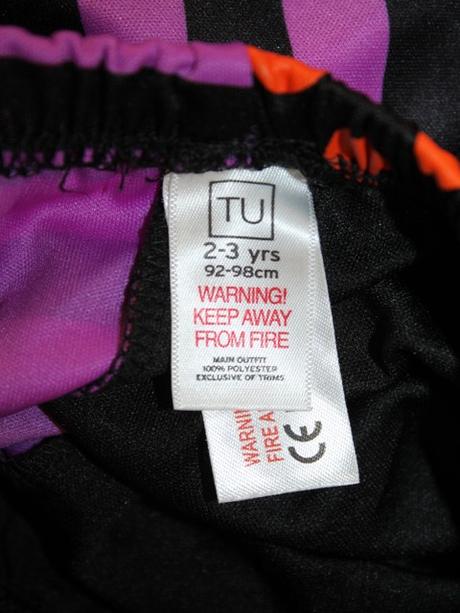 TU
2-3 yrs
92-98cm
WARNING!
KEEP AWAY
FROM FIRE
MAIN OUTFIT
100% POLYESTER
EXCLUSIVE OF TRIMS
WARNIN
FIRE A
CE